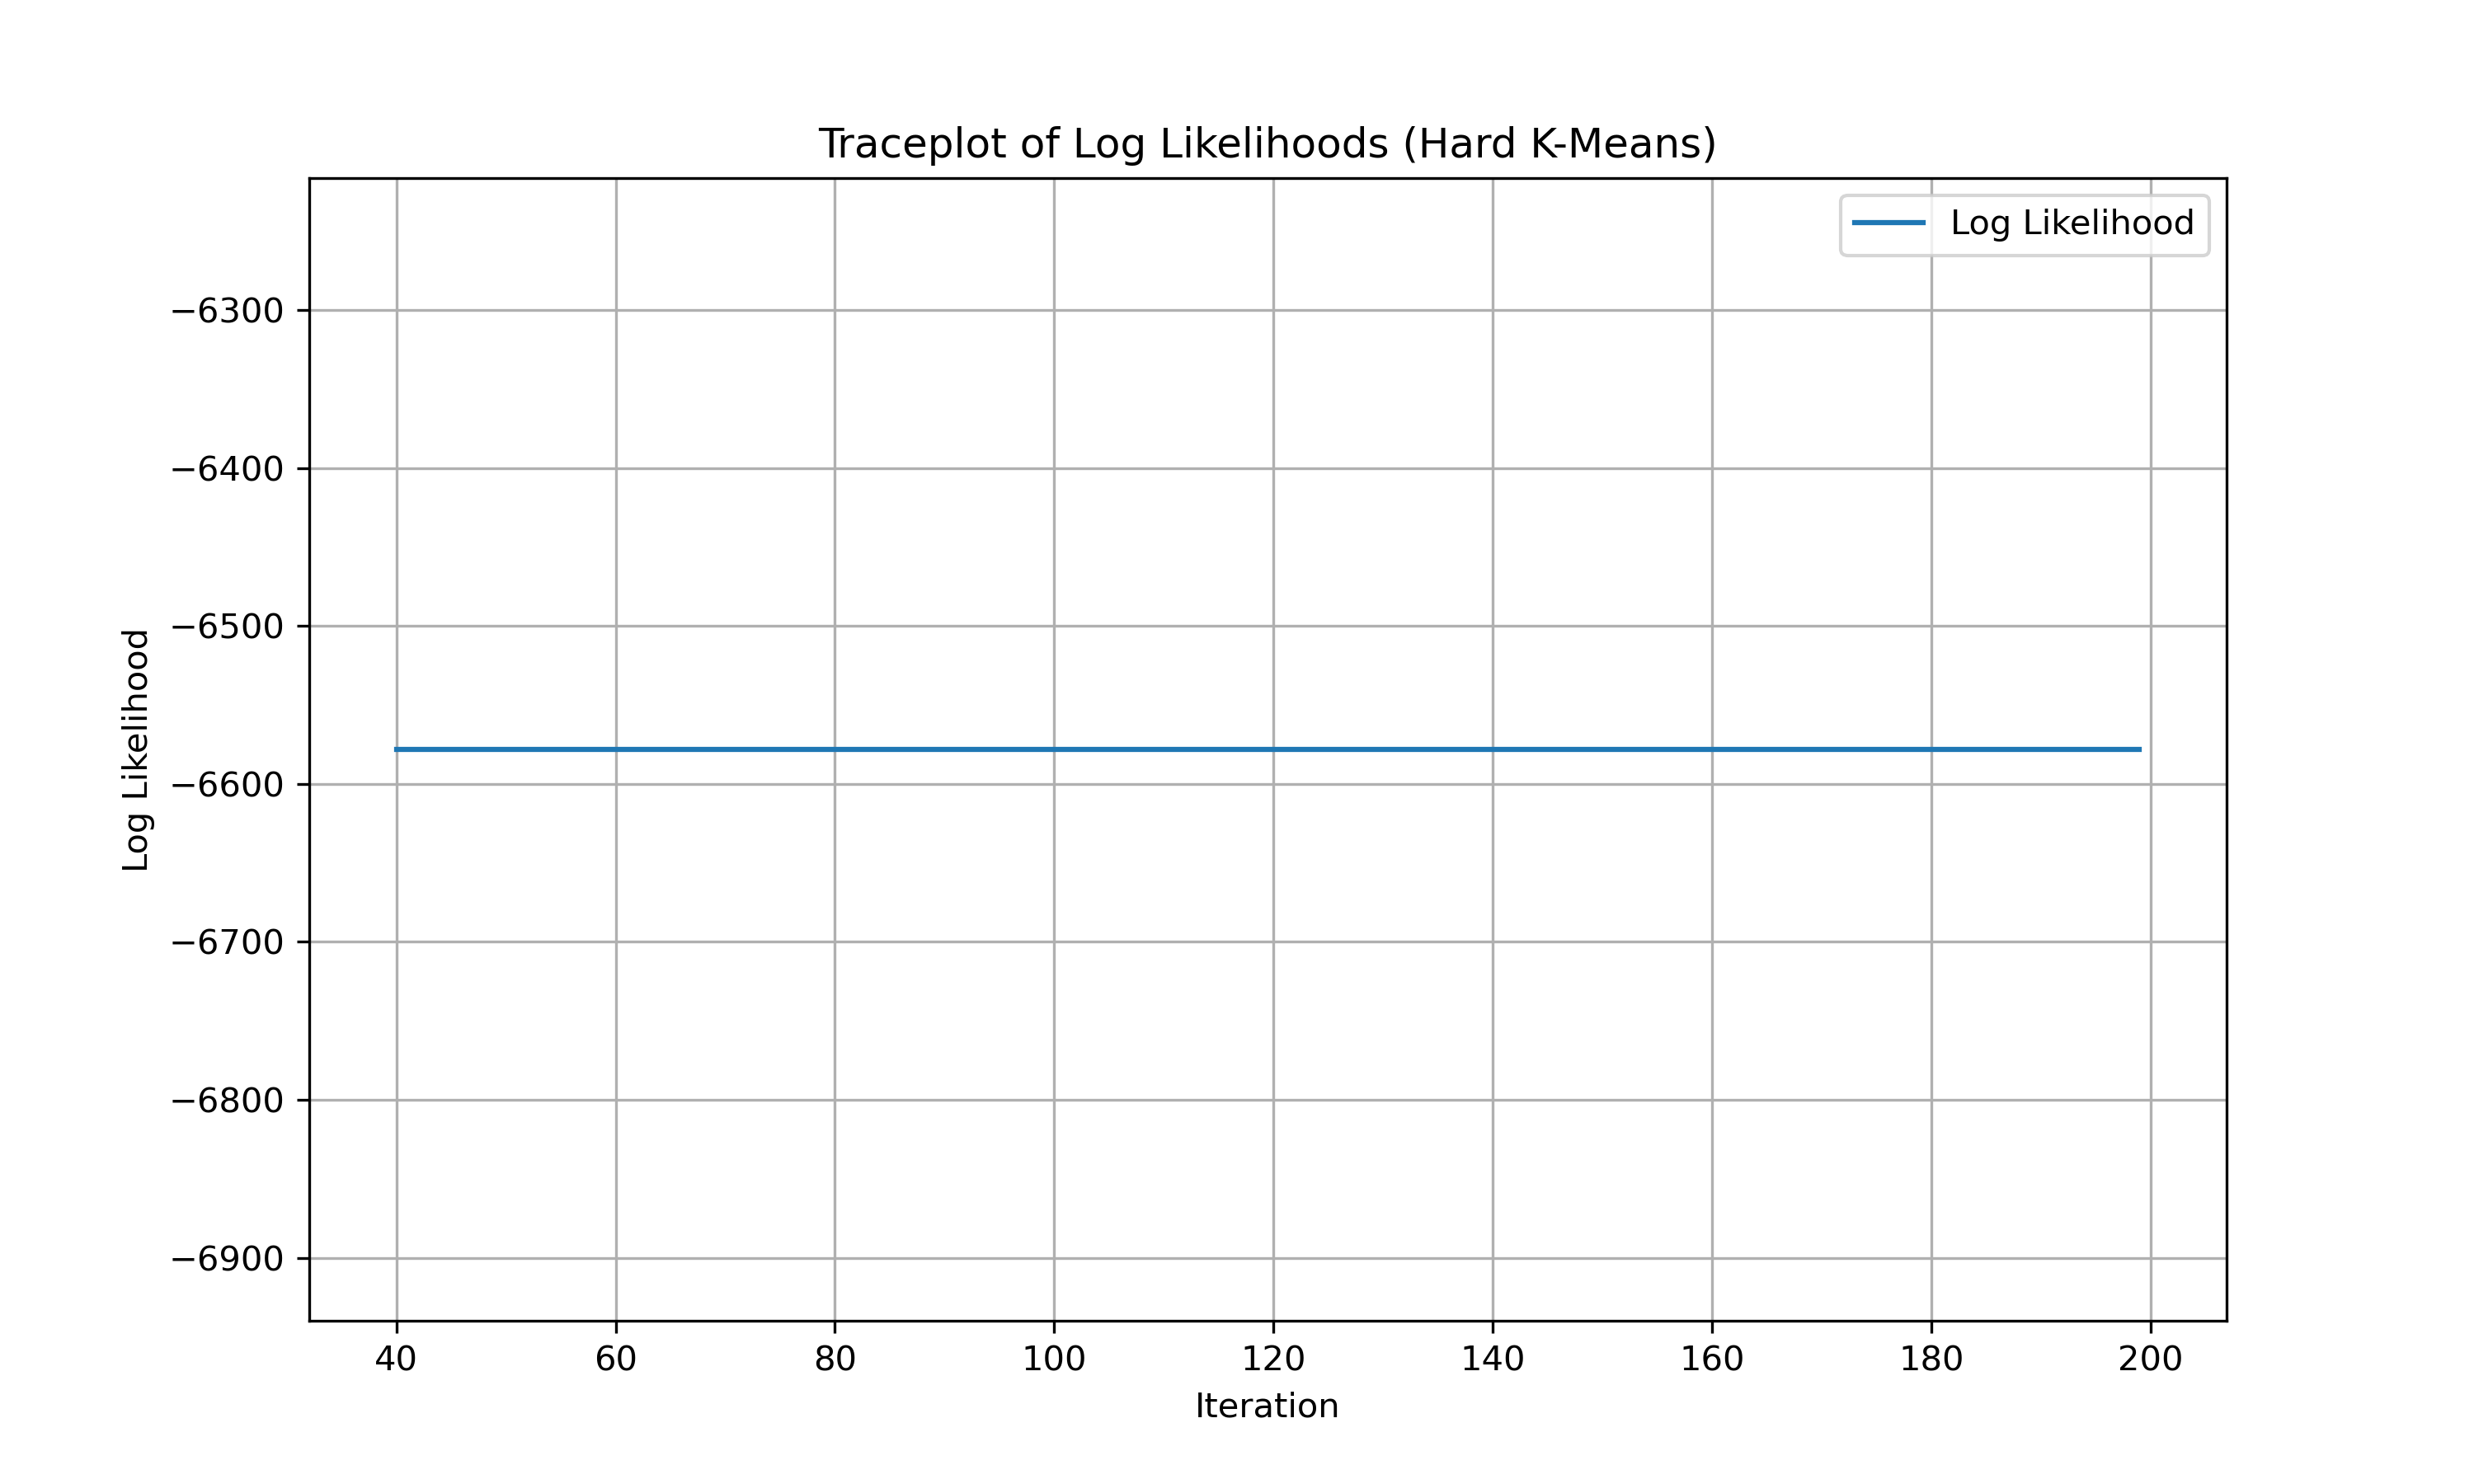 Traceplot of Log Likelihoods (Hard K-Means)
Log Likelihood
−6300
−6400
−6500
−6600
−6700
−6800
−6900
Log Likelihood
40 60 80 100 120 140 160 180 200
Iteration